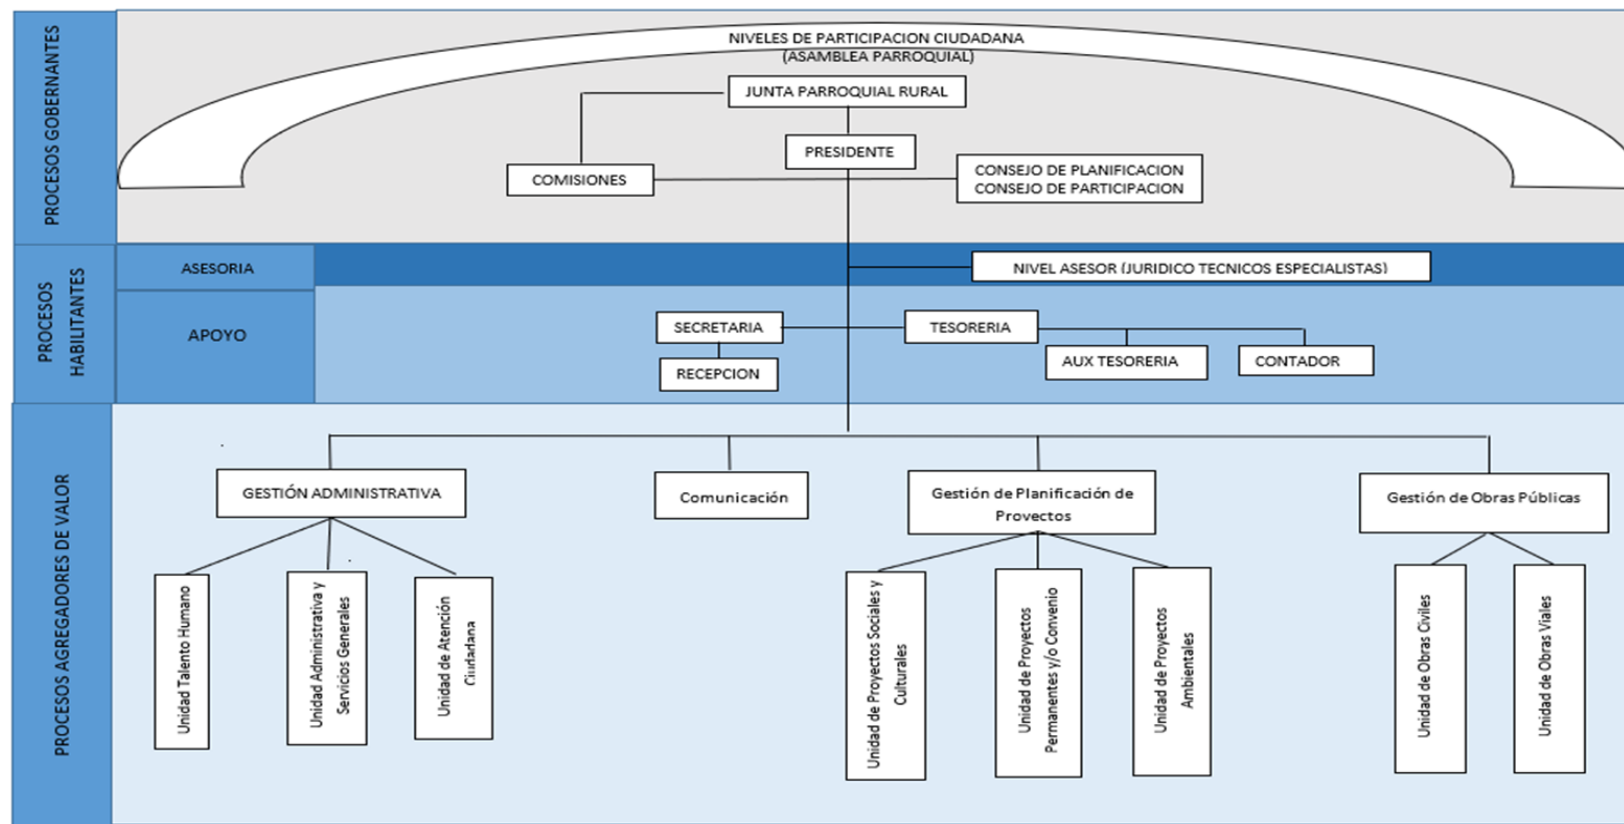 PROCESOS GOBERNANTES
NIVELES DE PARTICIPACION CIUDADANA
(ASAMBLEA PARROQUIAL)
JUNTA PARROQUIAL RURAL
PRESIDENTE
COMISIONES
CONSEJO DE PLANIFICACION
CONSEJO DE PARTICIPACION
PROCESOS
HABILITANTES
ASESORIA
NIVEL ASESOR (JURIDICO TECNICOS ESPECIALISTAS)
APOYO
SECRETARIA
TESORERIA
RECEPCION
AUX TESORERIA
CONTADOR
PROCESOS AGREGADORES DE VALOR
GESTIÓN ADMINISTRATIVA
Comunicación
Gestión de Planificación de
Proyectos
Gestión de Obras Públicas
Unidad Talento Humano
Unidad Administrativa y
Servicios Generales
Unidad de Atención
Ciudadana
Unidad de Proyectos Sociales y
Culturales
Unidad de Proyectos
Permanentes y/o Convenio
Unidad de Proyectos
Ambientales
Unidad de Obras Civiles
Unidad de Obras Viales